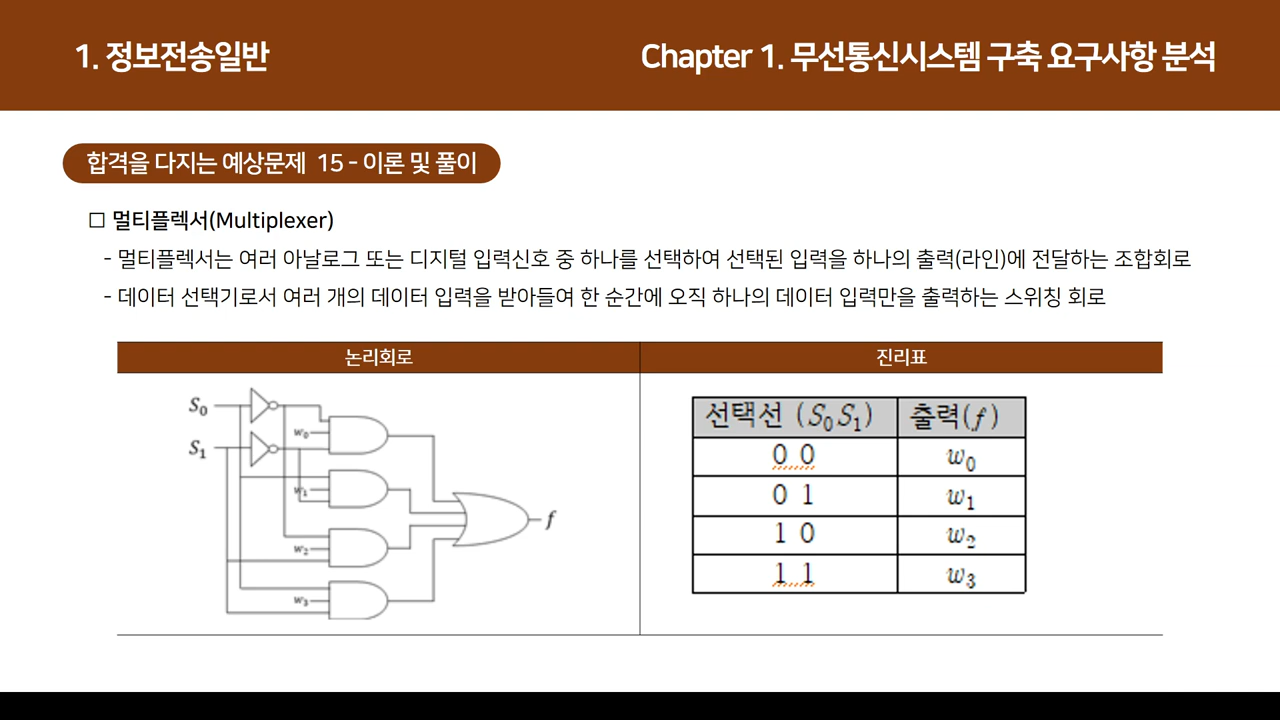 1. 정보전송일반
Chapter 1. 무선통신시스템 구축 요구사항 분석
합격을 다지는 예상문제 15 - 이론 및 풀이
□ 멀티플렉서(Multiplexer)
- 멀티플렉서는 여러 아날로그 또는 디지털 입력신호 중 하나를 선택하여 선택된 입력을 하나의 출력(라인)에 전달하는 조합회로
- 데이터 선택기로서 여러 개의 데이터 입력을 받아들여 한 순간에 오직 하나의 데이터 입력만을 출력하는 스위칭 회로
논리회로
진리표
S₀
w₀
S₁
w₁
f
w₂
w₃
선택선 (S₀S₁) 출력(f)
0 0 w₀
0 1 w₁
1 0 w₂
1 1 w₃